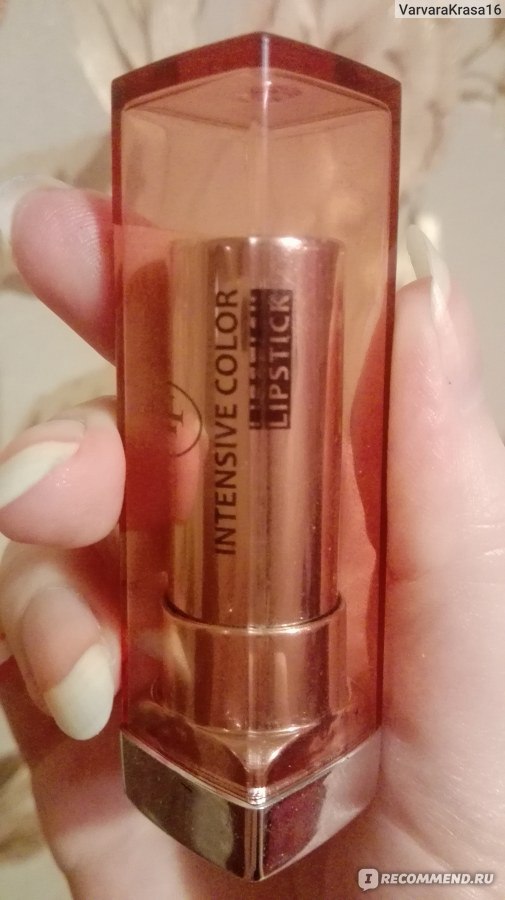 VarvaraKrasa16
INTENSIVE COLOR
LIPSTICK
I RECOMMEND.RU